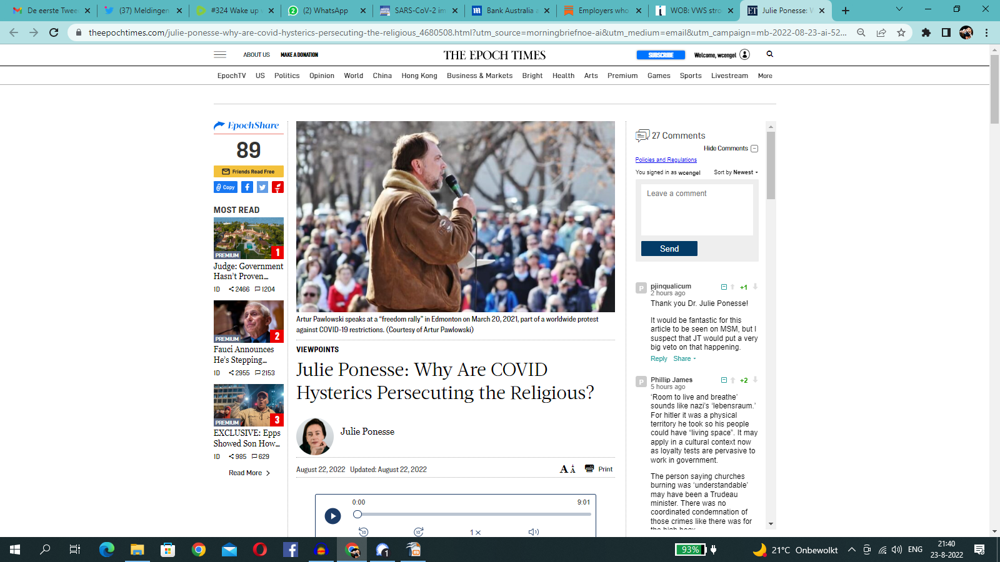 De eerste Twee
(37) Meldingen
#324 Wake up
(2) WhatsApp
SARS-CoV-2 im
Bank Australia a
Employers who
WOB: VWS stro
Julie Ponesse: W
theepochtimes.com/julie-ponesse-why-are-covid-hysterics-persecuting-the-religious_4680508.html?utm_source=morningbriefnoe-ai&utm_medium=email&utm_campaign=mb-2022-08-23-ai-52...
ABOUT US
MAKE A DONATION
THE EPOCH TIMES
SUBSCRIBE
Welcome, wcengel
EpochTV US Politics Opinion World China Hong Kong Business & Markets Bright Health Arts Premium Games Sports Livestream More
EpochShare
89
Friends Read Free
Copy
MOST READ
PREMIUM
1
Judge: Government
Hasn't Proven...
1D 2466 1204
PREMIUM
2
Fauci Announces
He's Stepping...
1D 2955 2153
PREMIUM
3
EXCLUSIVE: Epps
Showed Son How...
1D 985 629
Read More
Artur Pawlowski speaks at a “freedom rally” in Edmonton on March 20, 2021, part of a worldwide protest
against COVID-19 restrictions. (Courtesy of Artur Pawlowski)
VIEWPOINTS
Julie Ponesse: Why Are COVID
Hysterics Persecuting the Religious?
Julie Ponesse
August 22, 2022 Updated: August 22, 2022
A A
Print
0:00
9:01
10
10
1×
27 Comments
Hide Comments
Policies and Regulations
You signed in as wcengel
Sort by Newest
Leave a comment
Send
P
pjinqualicum
+1
2 hours ago
Thank you Dr. Julie Ponesse!
It would be fantastic for this
article to be seen on MSM, but I
suspect that JT would put a very
big veto on that happening.
Reply Share
P
Phillip James
+2
5 hours ago
‘Room to live and breathe’
sounds like nazi's ‘lebensraum.’
For hitler it was a physical
territory he took so his people
could have “living space”. It may
apply in a cultural context now
as loyalty tests are pervasive to
work in government.
The person saying churches
burning was ‘understandable’
may have been a Trudeau
minister. There was no
coordinated condemnation of
those crimes like there was for
93%
21°C Onbewolkt
ENG
21:40
23-8-2022